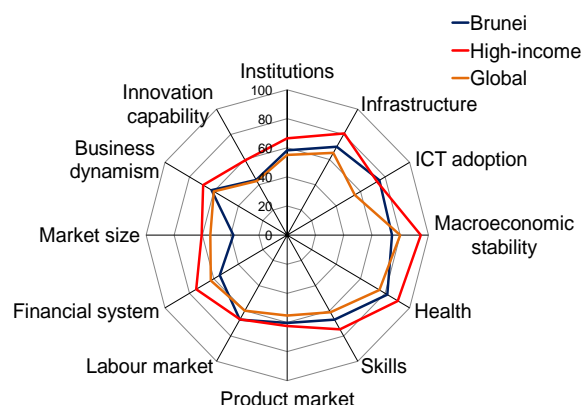 Brunei
High-income
Global
Institutions
Infrastructure
ICT adoption
Macroeconomic
stability
Health
Skills
Product market
Labour market
Financial system
Market size
Business
dynamism
Innovation
capability
100
80
60
40
20
0